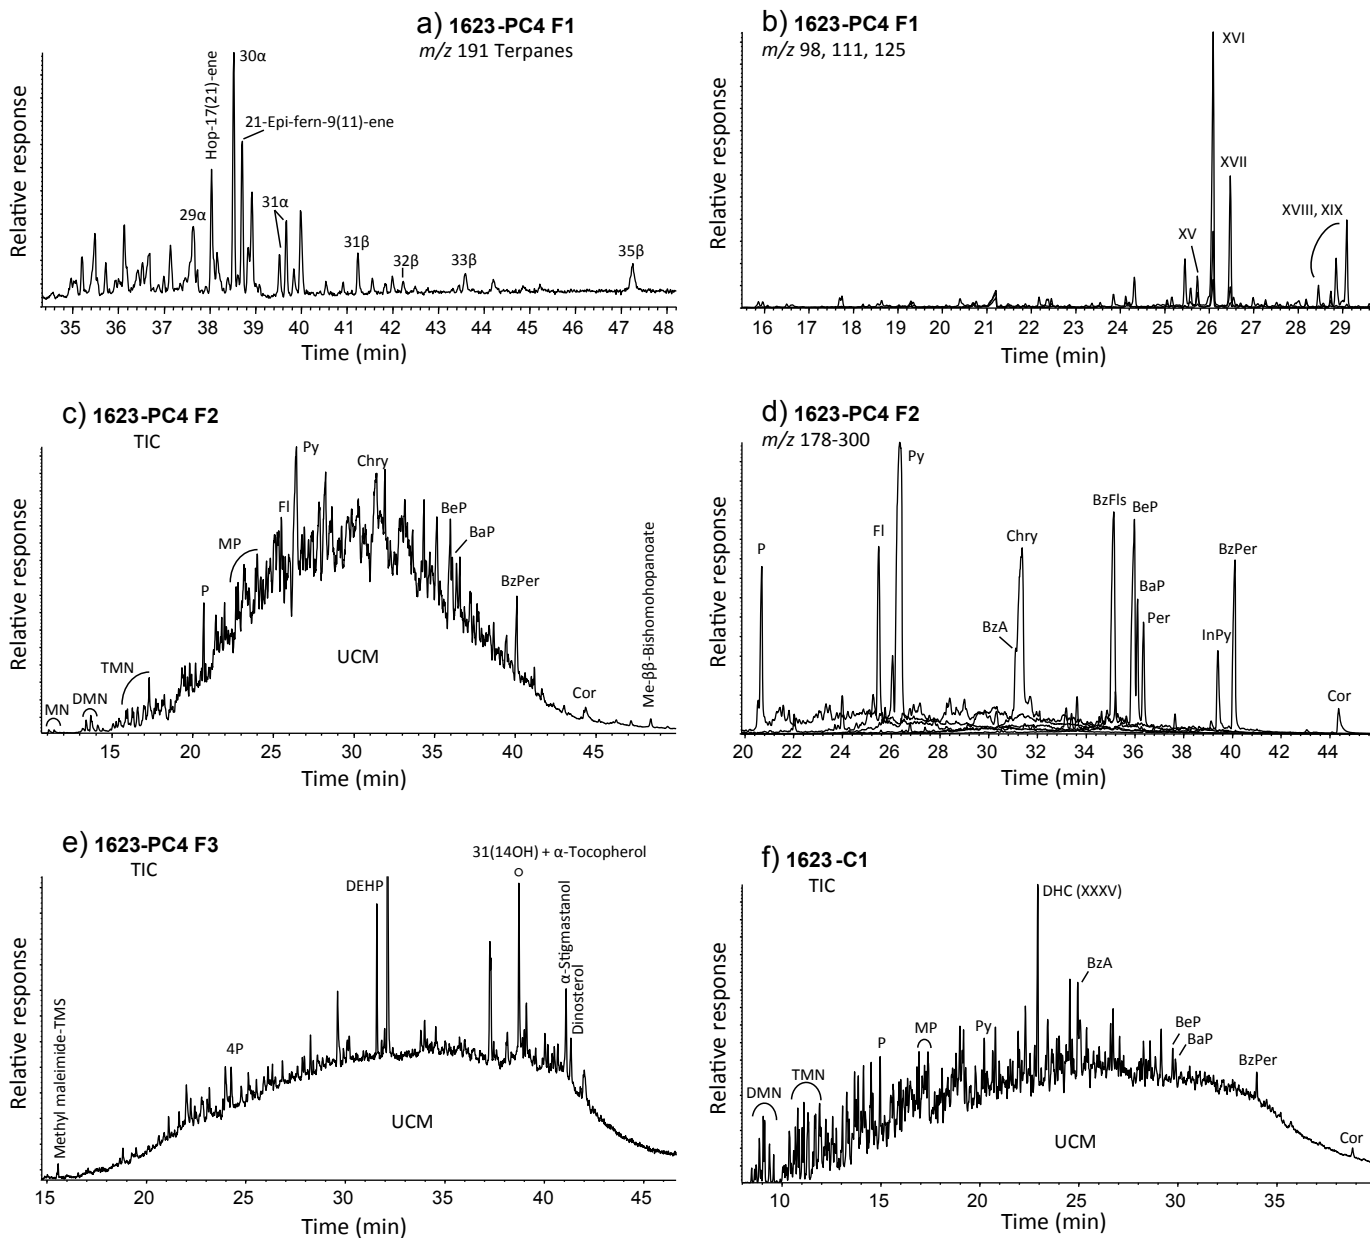 a) 1623-PC4 F1
m/z 191 Terpanes
Relative response
Hop-17(21)-ene
30α
21-Epi-fern-9(11)-ene
29α
31α
31β
32β
33β
35β
35 36 37 38 39 40 41 42 43 44 45 46 47 48
Time (min)
b) 1623-PC4 F1
m/z 98, 111, 125
Relative response
XVI
XVII
XV
XVIII, XIX
16 17 18 19 20 21 22 23 24 25 26 27 28 29
Time (min)
c) 1623-PC4 F2
TIC
Relative response
MN
DMN
TMN
P
MP
Fl
Py
Chry
BeP
BaP
BzPer
UCM
Cor
Me-ββ-Bishomohopanoate
15 20 25 30 35 40 45
Time (min)
d) 1623-PC4 F2
m/z 178-300
Relative response
P
Fl
Py
BzA
Chry
BzFls
BeP
BaP
Per
InPy
BzPer
Cor
20 22 24 26 28 30 32 34 36 38 40 42 44
Time (min)
e) 1623-PC4 F3
TIC
Relative response
Methyl maleimide-TMS
4P
DEHP
31(14OH) + α-Tocopherol
α-Stigmastanol
Dinosterol
UCM
15 20 25 30 35 40 45
Time (min)
f) 1623-C1
TIC
Relative response
DMN
TMN
P
MP
Py
DHC (XXXV)
BzA
BeP
BaP
BzPer
UCM
Cor
10 15 20 25 30 35
Time (min)